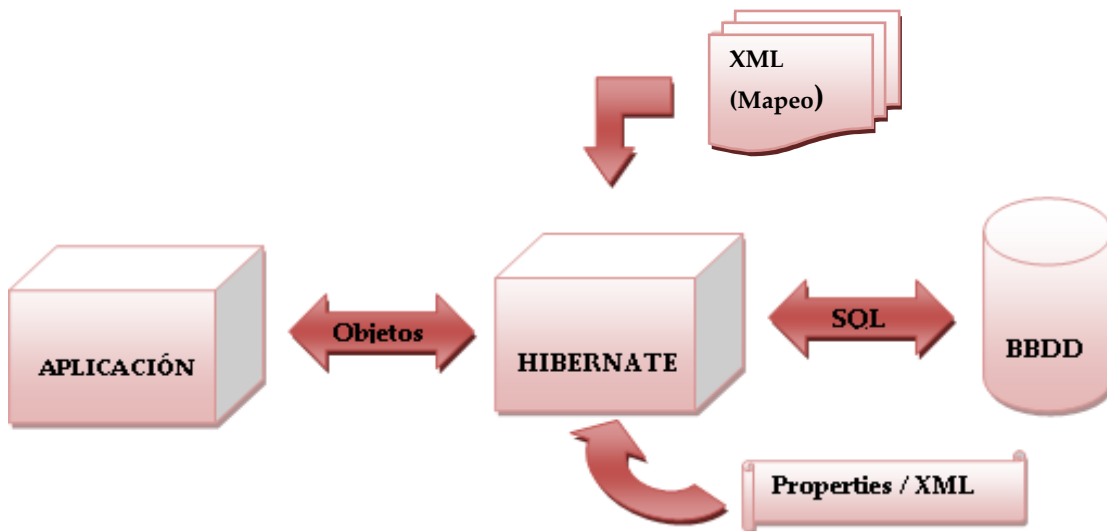 XML
(Mapeo)
APLICACIÓN
Objetos
HIBERNATE
SQL
BBDD
Properties / XML